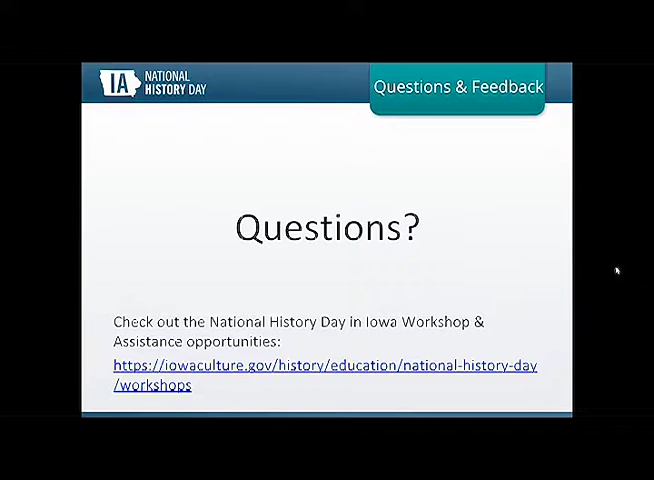 IA
NATIONAL
HISTORY DAY
Questions & Feedback
Questions?
Check out the National History Day in Iowa Workshop &
Assistance opportunities:
https://iowaculture.gov/history/education/national-history-day
/workshops